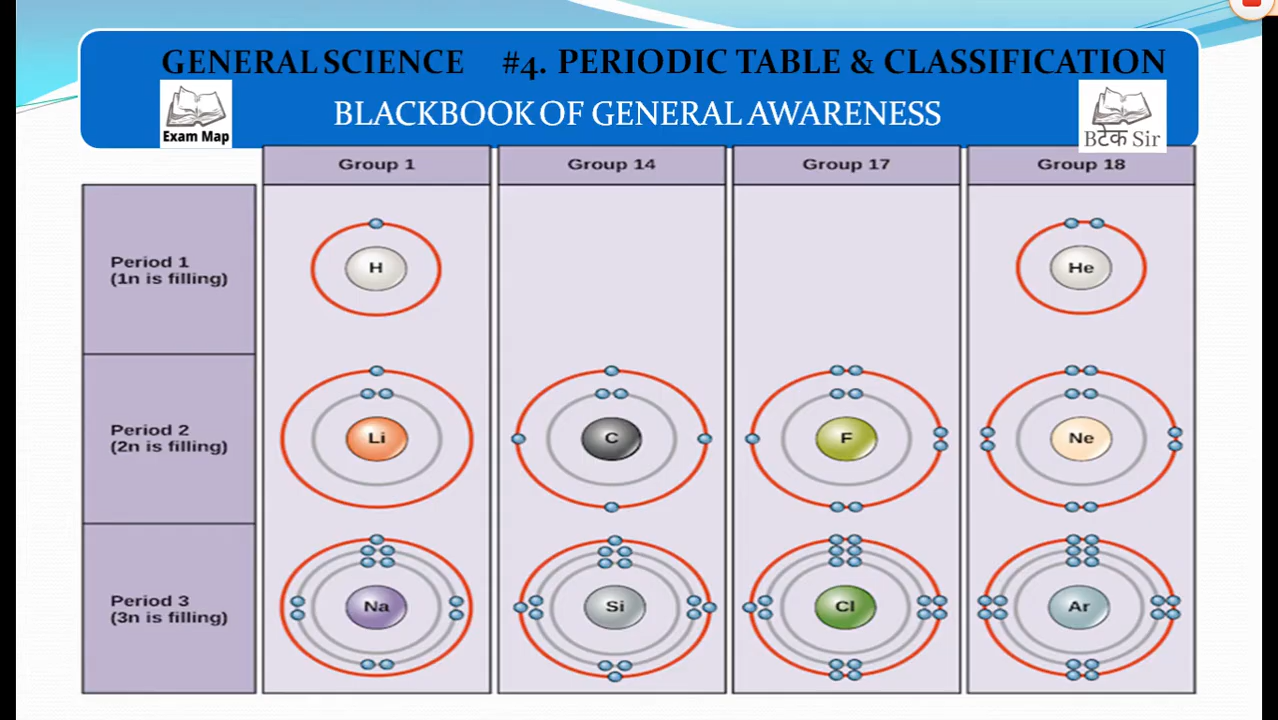 GENERAL SCIENCE #4. PERIODIC TABLE & CLASSIFICATION
BLACKBOOK OF GENERAL AWARENESS
Exam Map
Bटेक Sir
Group 1
Group 14
Group 17
Group 18
Period 1
(1n is filling)
H
He
Period 2
(2n is filling)
Li
C
F
Ne
Period 3
(3n is filling)
Na
Si
Cl
Ar